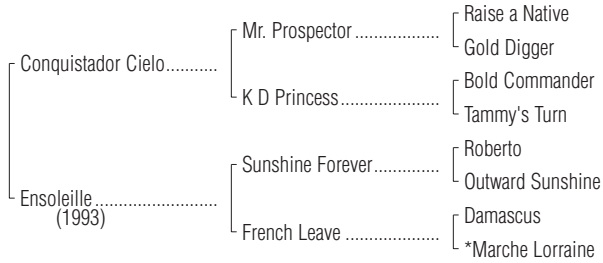 Raise a Native
Mr. Prospector ...................
Gold Digger
Conquistador Cielo...........
Bold Commander
K D Princess......................
Tammy's Turn
Roberto
Sunshine Forever...............
Outward Sunshine
Ensoleille ...........................
(1993)
Damascus
French Leave .....................
*Marche Lorraine